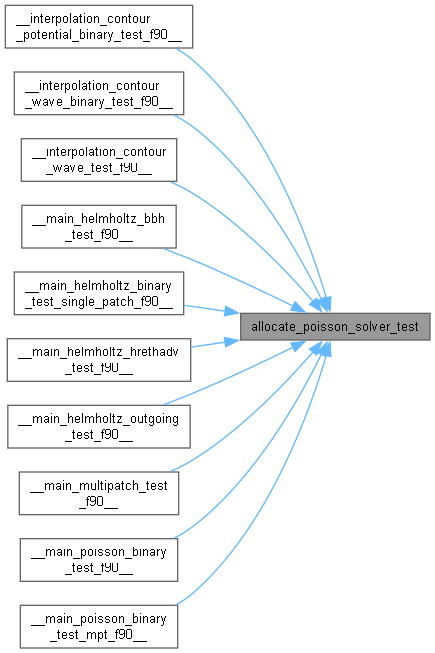 __interpolation_contour
_potential_binary_test_f90__
__interpolation_contour
_wave_binary_test_f90__
__interpolation_contour
_wave_test_f90__
__main_helmholtz_bbh
_test_f90__
__main_helmholtz_binary
_test_single_patch_f90__
allocate_poisson_solver_test
__main_helmholtz_hrethadv
_test_f90__
__main_helmholtz_outgoing
_test_f90__
__main_multipatch_test
_f90__
__main_poisson_binary
_test_f90__
__main_poisson_binary
_test_mpt_f90__